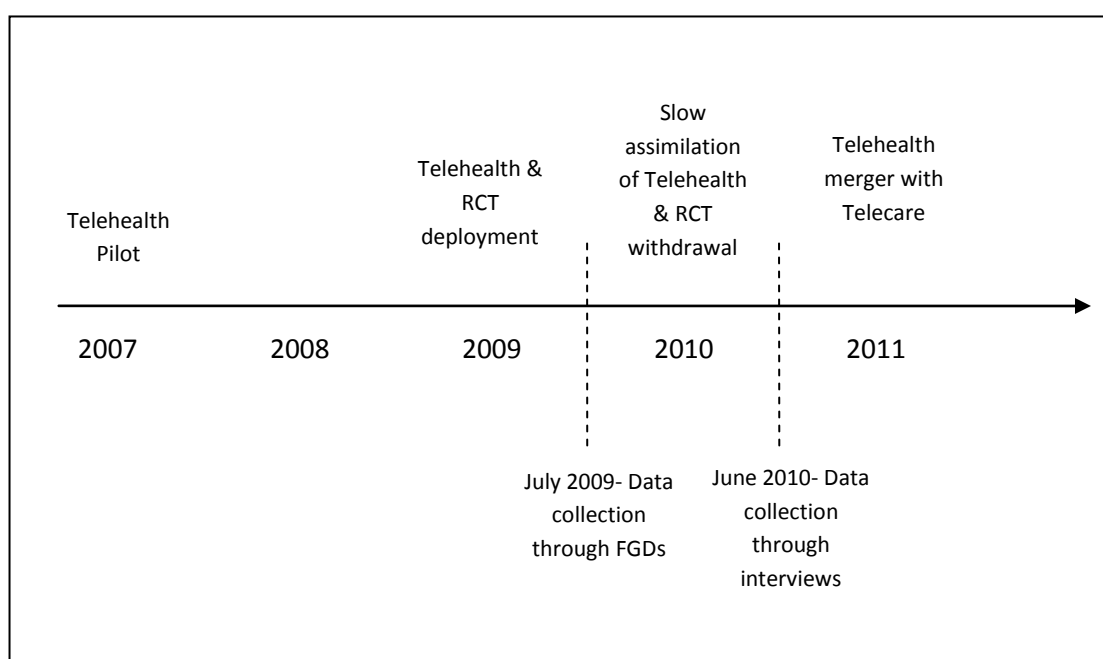 Telehealth
Pilot
Telehealth &
RCT
deployment
Slow
assimilation
of Telehealth
& RCT
withdrawal
Telehealth
merger with
Telecare
2007
2008
2009
2010
2011
July 2009- Data
collection
through FGDs
June 2010- Data
collection
through
interviews